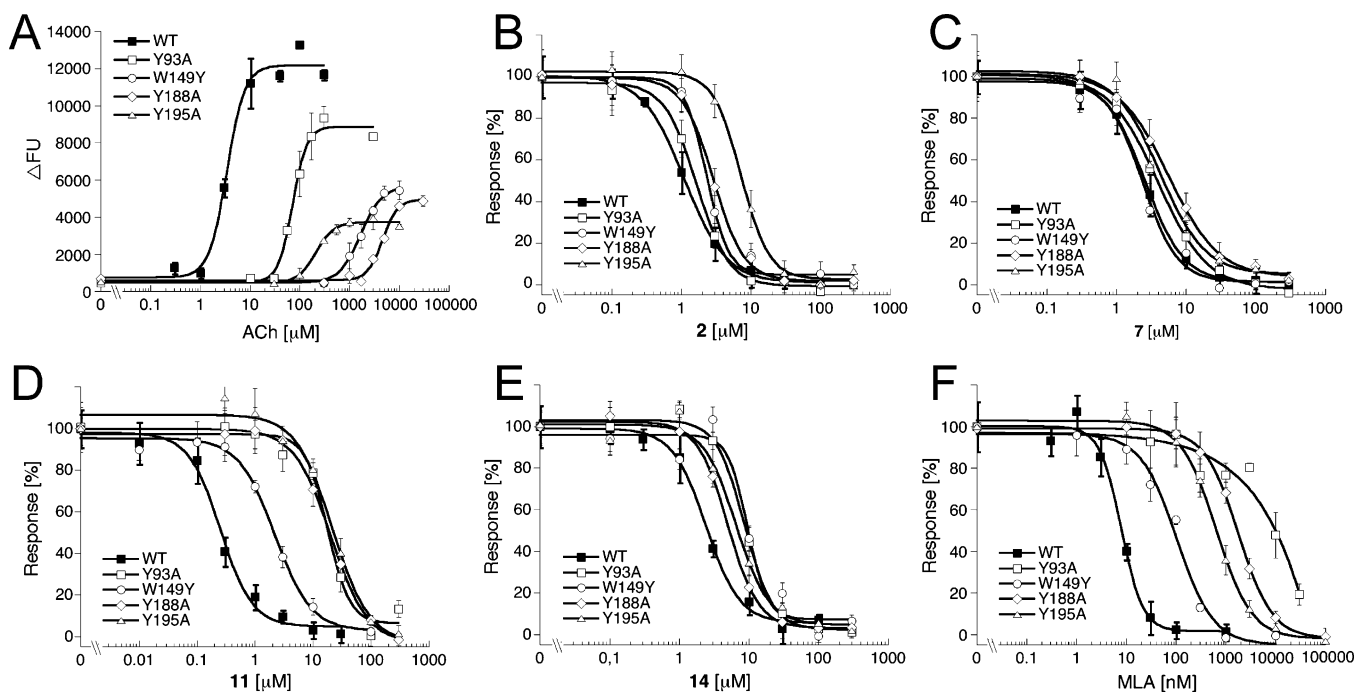 A
14000
12000
10000
8000
6000
4000
2000
0
△FU
WT
Y93A
W149Y
Y188A
Y195A
0 0.1 1 10 100 1000 10000 100000
ACh [µM]
B
100
80
60
40
20
0
Response [%]
WT
Y93A
W149Y
Y188A
Y195A
0 0.1 1 10 100 1000
2 [µM]
C
100
80
60
40
20
0
Response [%]
WT
Y93A
W149Y
Y188A
Y195A
0 0.1 1 10 100 1000
7 [µM]
D
100
80
60
40
20
0
Response [%]
WT
Y93A
W149Y
Y188A
Y195A
0 0.01 0.1 1 10 100 1000
11 [µM]
E
100
80
60
40
20
0
Response [%]
WT
Y93A
W149Y
Y188A
Y195A
0 0.1 1 10 100 1000
14 [µM]
F
100
80
60
40
20
0
Response [%]
WT
Y93A
W149Y
Y188A
Y195A
0 0.1 1 10 100 1000 10000 100000
MLA [nM]